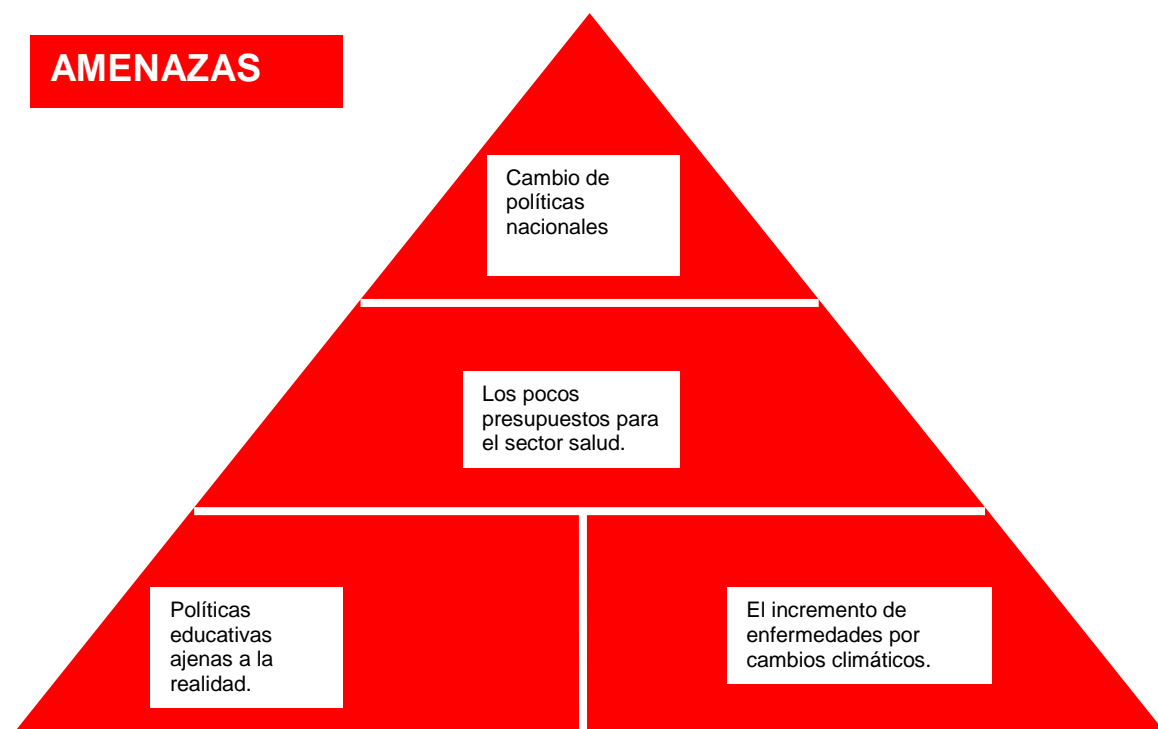 AMENAZAS
Cambio de
políticas
nacionales
Los pocos
presupuestos para
el sector salud.
Políticas
educativas
ajenas a la
realidad.
El incremento de
enfermedades por
cambios climáticos.